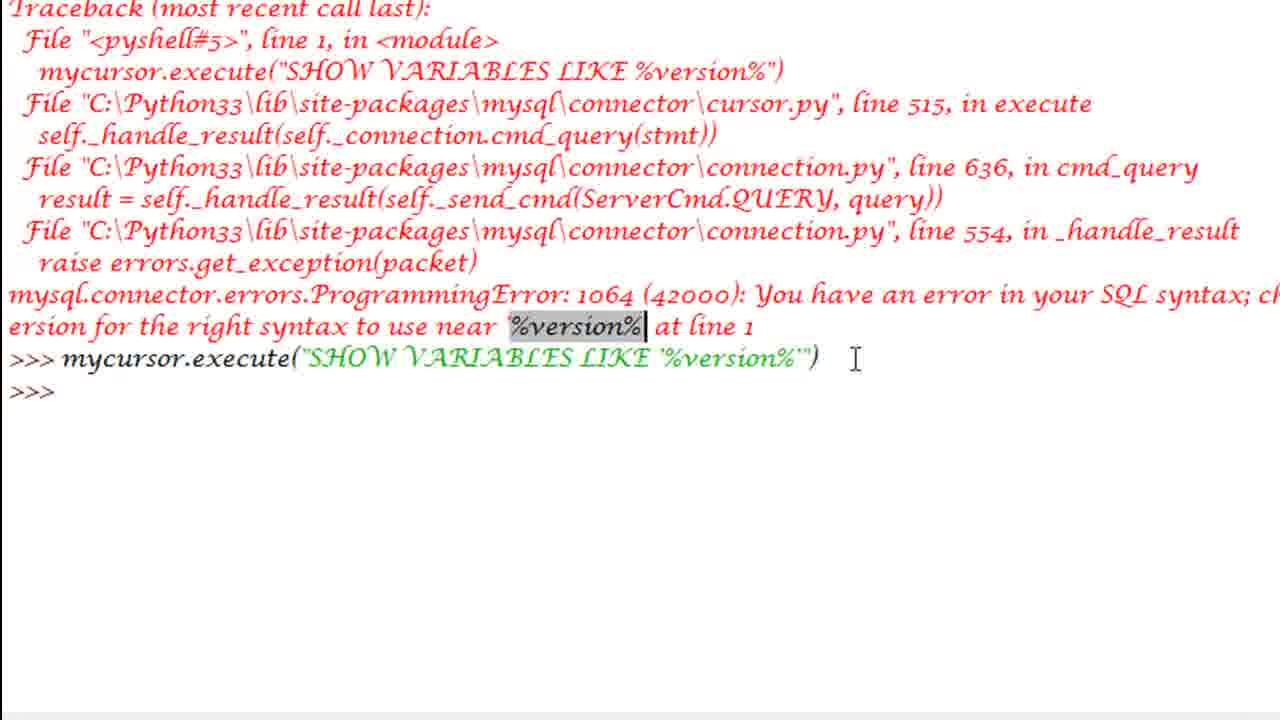 Traceback (most recent call last):
File "<pyshell#5>", line 1, in <module>
mycursor.execute("SHOW VARIABLES LIKE %version%")
File "C:\Python33\lib\site-packages\mysql\connector\cursor.py", line 515, in execute
self._handle_result(self._connection.cmd_query(stmt))
File "C:\Python33\lib\site-packages\mysql\connector\connection.py", line 636, in cmd_query
result = self._handle_result(self._send_cmd(ServerCmd.QUERY, query))
File "C:\Python33\lib\site-packages\mysql\connector\connection.py", line 554, in _handle_result
raise errors.get_exception(packet)
mysql.connector.errors.ProgrammingError: 1064 (42000): You have an error in your SQL syntax; ch
ersion for the right syntax to use near '%version%' at line 1
>>> mycursor.execute("SHOW VARIABLES LIKE '%version%'")
>>>